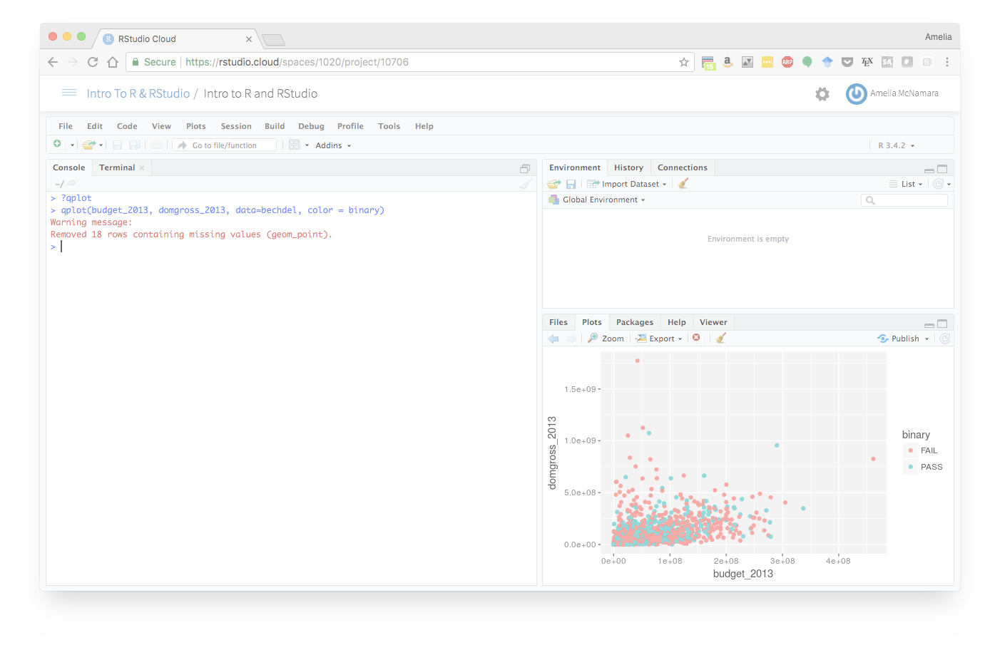 RStudio Cloud
Amelia
Secure https://rstudio.cloud/spaces/1020/project/10706
15
a
ABP
TEX
SA
Intro To R & RStudio / Intro to R and RStudio
Amelia McNamara
File Edit Code View Plots Session Build Debug Profile Tools Help
Go to file/function
Addins
R 3.4.2
Console Terminal
~/
> ?qplot
> qplot(budget_2013, domgross_2013, data=bechdel, color = binary)
Warning message:
Removed 18 rows containing missing values (geom_point).
>
Environment History Connections
Import Dataset
List
Global Environment
Environment is empty
Files Plots Packages Help Viewer
Zoom Export Publish
1.5e+09
1.0e+09
5.0e+08
0.0e+00
domgross_2013
0e+00 1e+08 2e+08 3e+08 4e+08
budget_2013
binary
FAIL
PASS